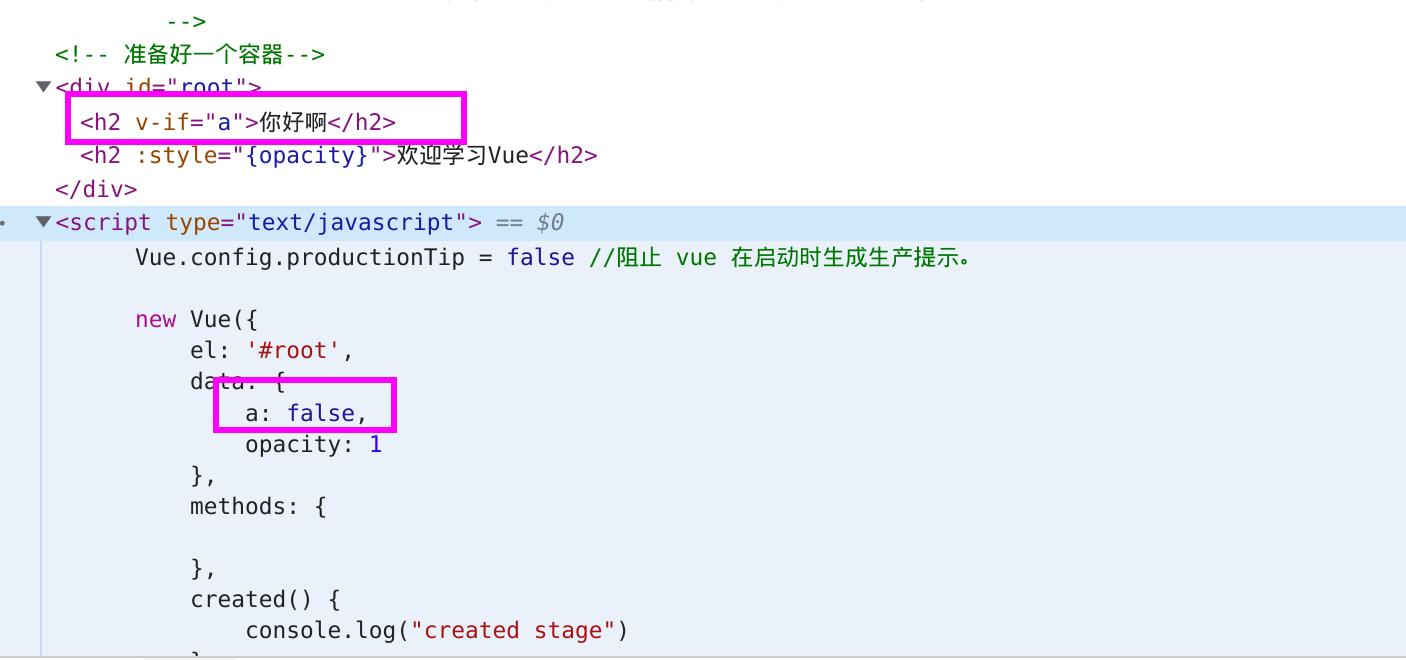 -->
<!-- 准备好一个容器-->
<div id="root">
<h2 v-if="a">你好啊</h2>
<h2 :style="{opacity}">欢迎学习Vue</h2>
</div>
<script type="text/javascript"> == $0
Vue.config.productionTip = false //阻止 vue 在启动时生成生产提示。
new Vue({
el: '#root',
data: {
a: false,
opacity: 1
},
methods: {
},
created() {
console.log("created stage")